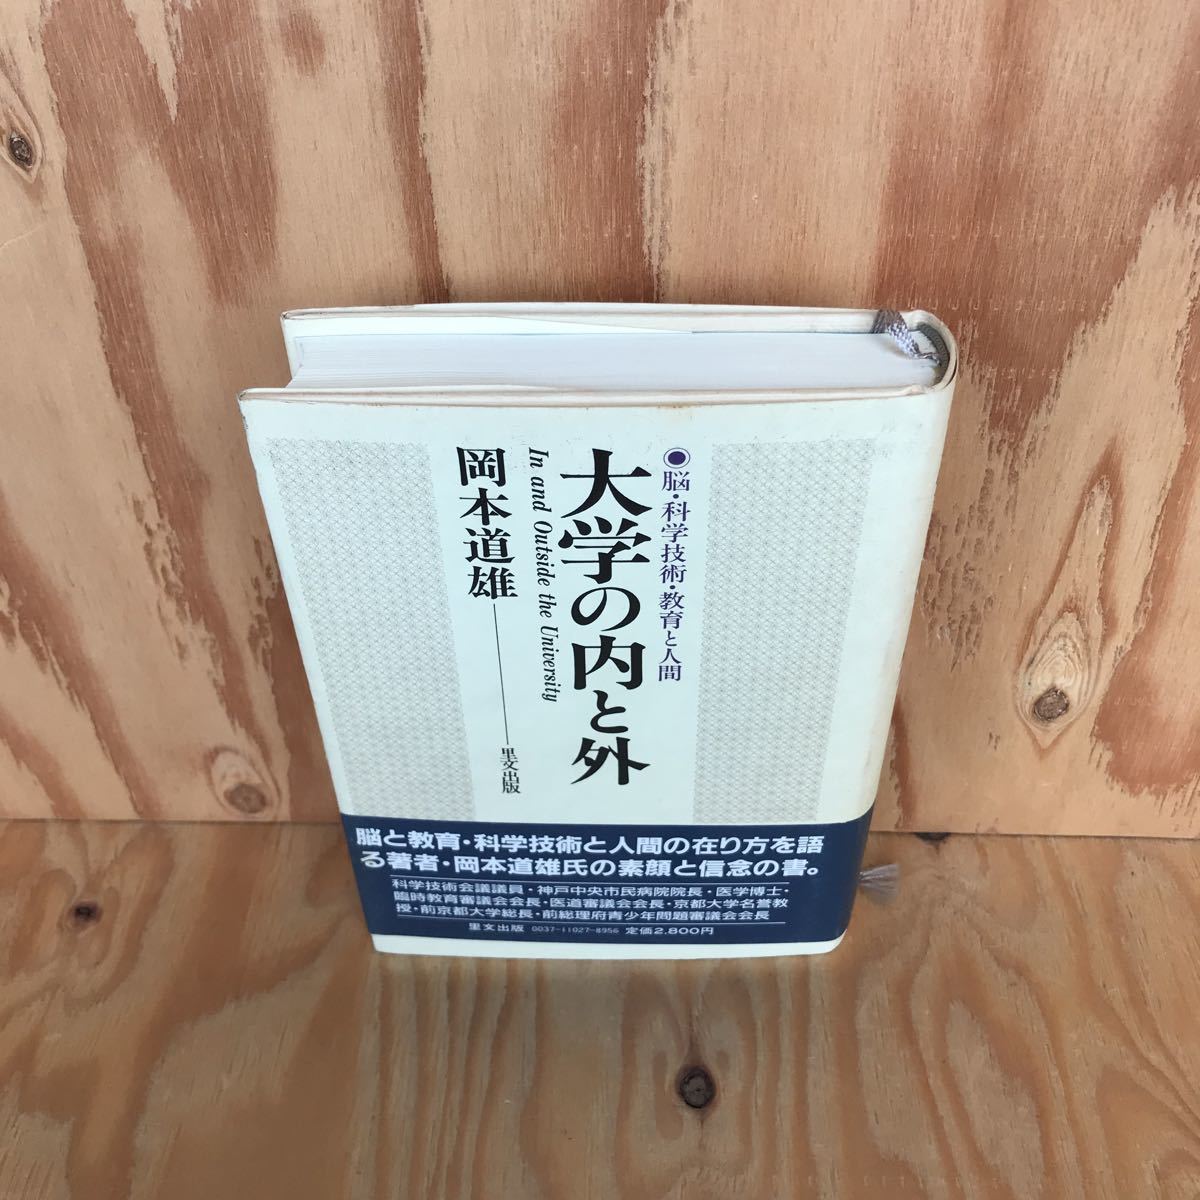 ◉脳・科学技術・教育と人間
大学の内と外
In and Outside the University
岡本道雄
里文出版
脳と教育・科学技術と人間の在り方を語
る著者・岡本道雄氏の素顔と信念の書。
科学技術会議議員・神戸中央市民病院院長・医学博士・
臨時教育審議会会長・医道審議会会長・京都大学名誉教
授・前京都大学総長・前総理府青少年問題審議会会長
里文出版 0037-11027-8956 定価2,800円